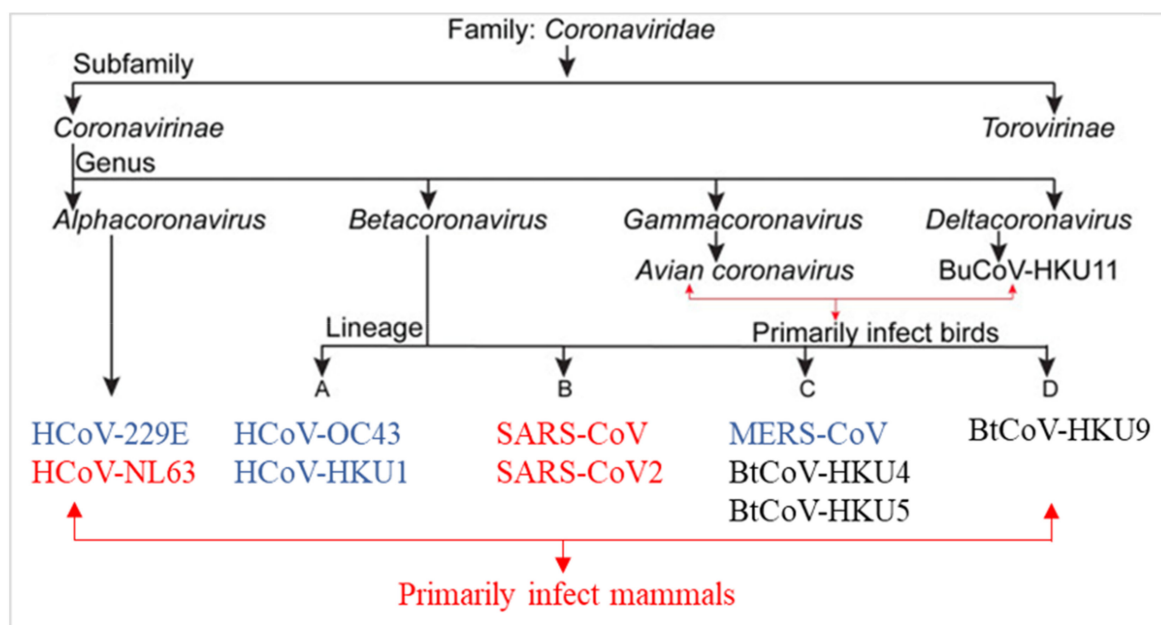 Family: Coronaviridae
Subfamily
Coronavirinae
Torovirinae
Genus
Alphacoronavirus
Betacoronavirus
Gammacoronavirus
Deltacoronavirus
Avian coronavirus
BuCoV-HKU11
Lineage
Primarily infect birds
A
B
C
D
HCoV-229E
HCoV-NL63
HCoV-OC43
HCoV-HKU1
SARS-CoV
SARS-CoV2
MERS-CoV
BtCoV-HKU4
BtCoV-HKU5
BtCoV-HKU9
Primarily infect mammals